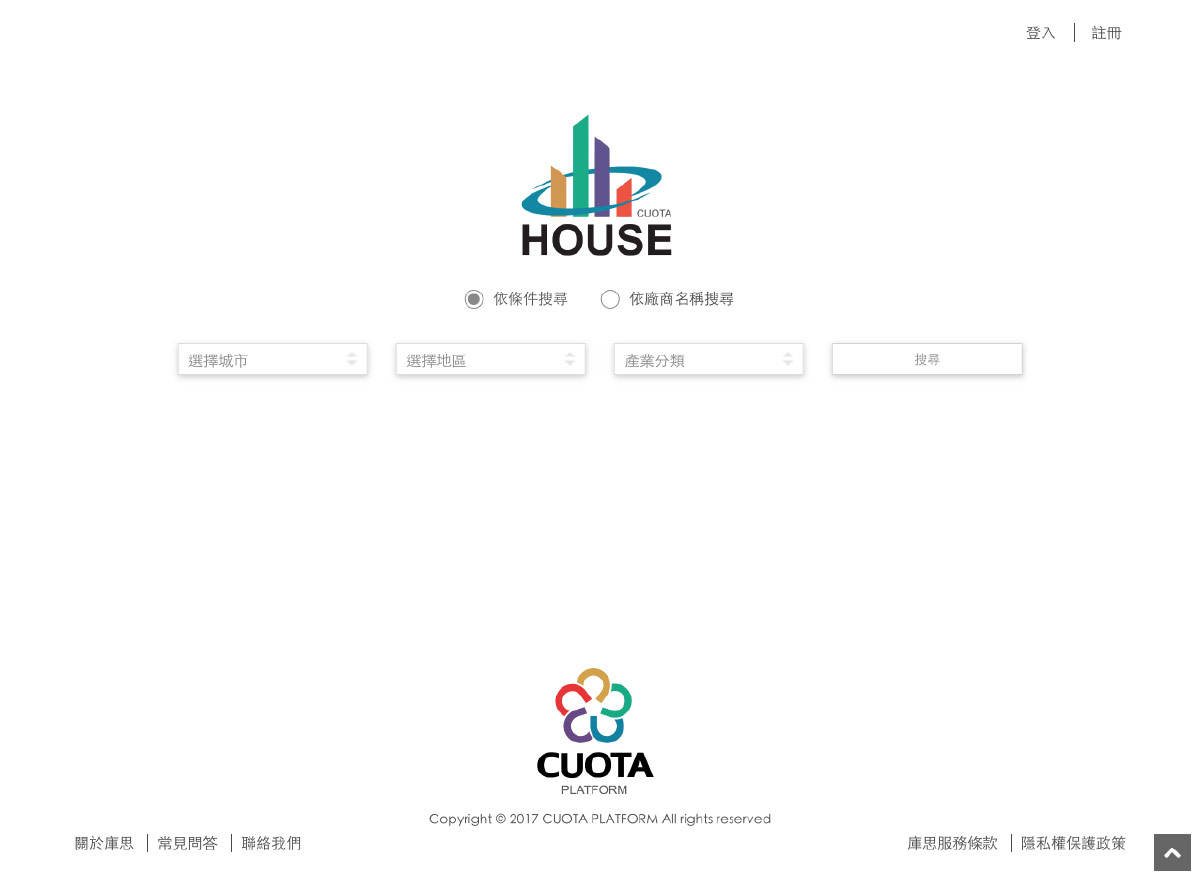 登入 註冊
CUOTA
HOUSE
依條件搜尋 依廠商名稱搜尋
選擇城市 選擇地區 產業分類 搜尋
CUOTA
PLATFORM
Copyright © 2017 CUOTA PLATFORM All rights reserved
關於庫思 常見問答 聯絡我們 庫思服務條款 隱私權保護政策